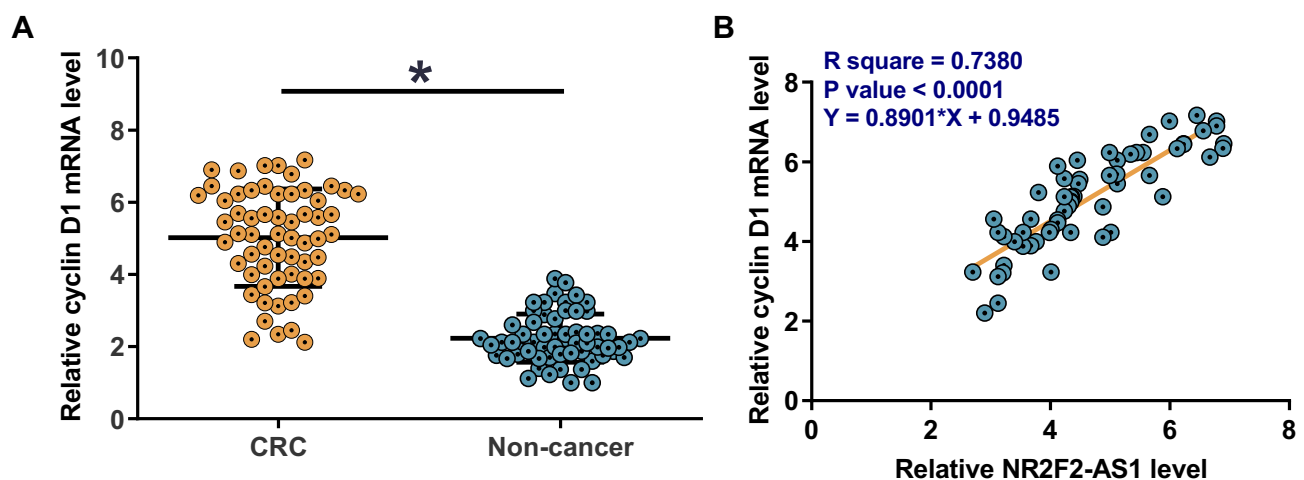 A
Relative cyclin D1 mRNA level
10
8
6
4
2
0
*
CRC
Non-cancer
B
Relative cyclin D1 mRNA level
R square = 0.7380
P value < 0.0001
Y = 0.8901*X + 0.9485
8
6
4
2
0
0 2 4 6 8
Relative NR2F2-AS1 level